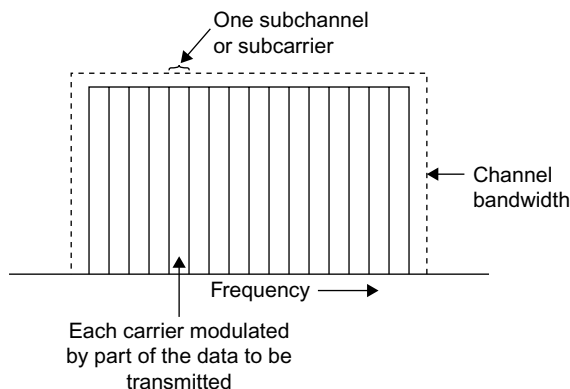 One subchannel
or subcarrier
Channel
bandwidth
Frequency
Each carrier modulated
by part of the data to be
transmitted